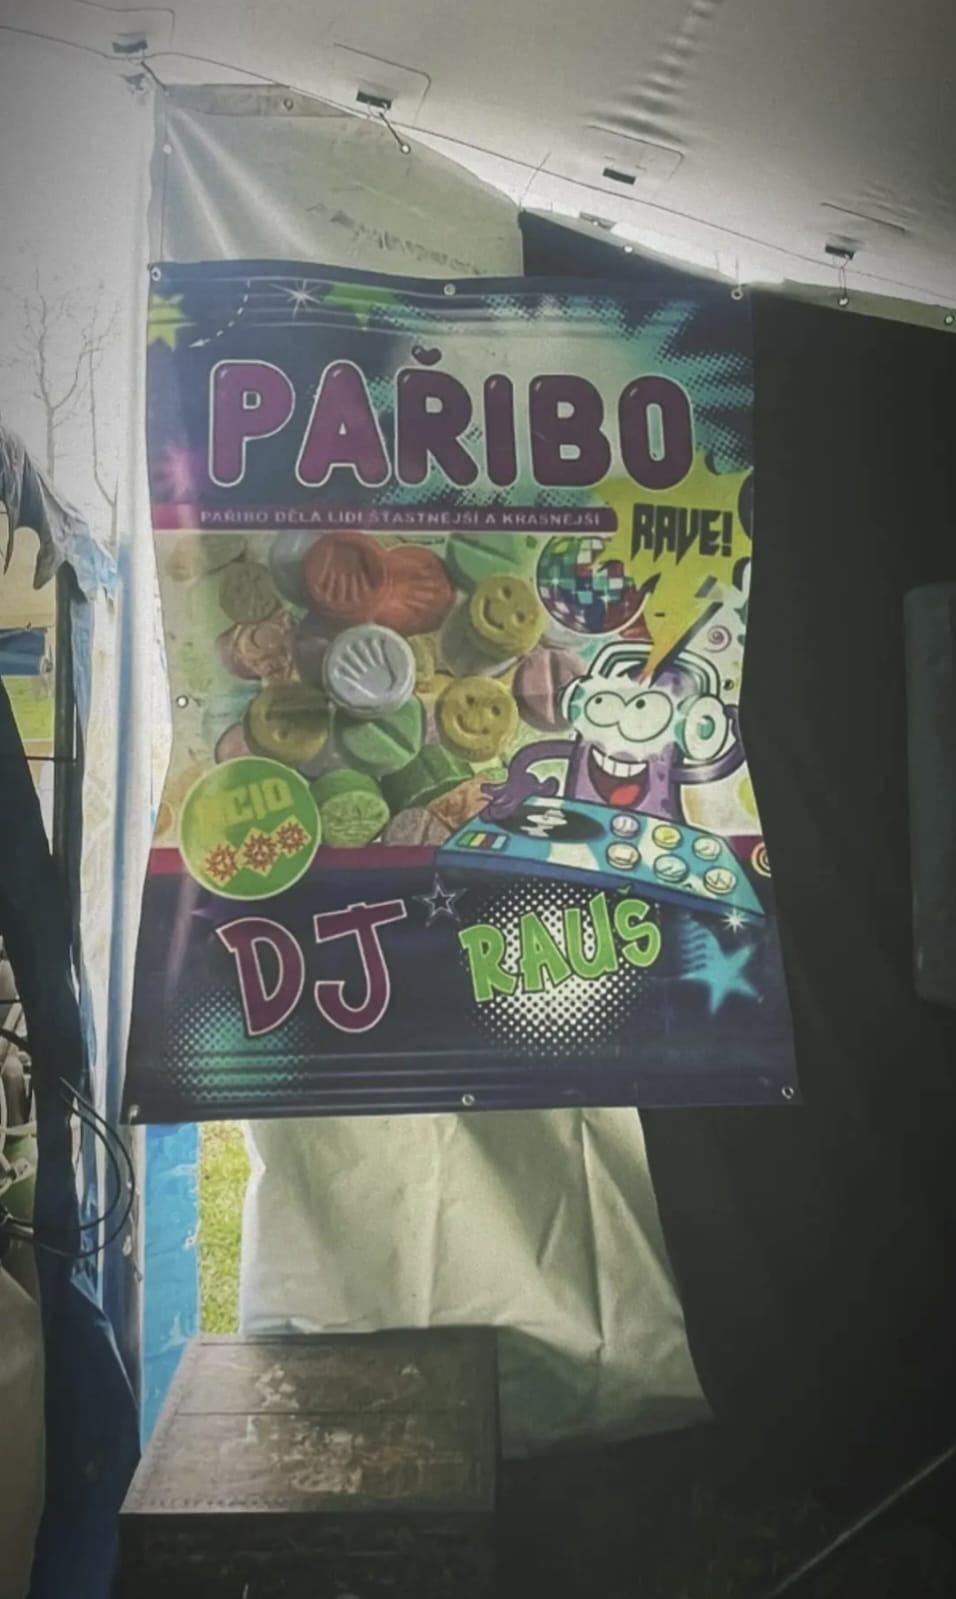 PAŘIBO
PAŘIBO DĚLÁ LIDI ŠŤASTNĚJŠÍ A KRÁSNĚJŠÍ
RAVE!
ACID
DJ RAUŠ